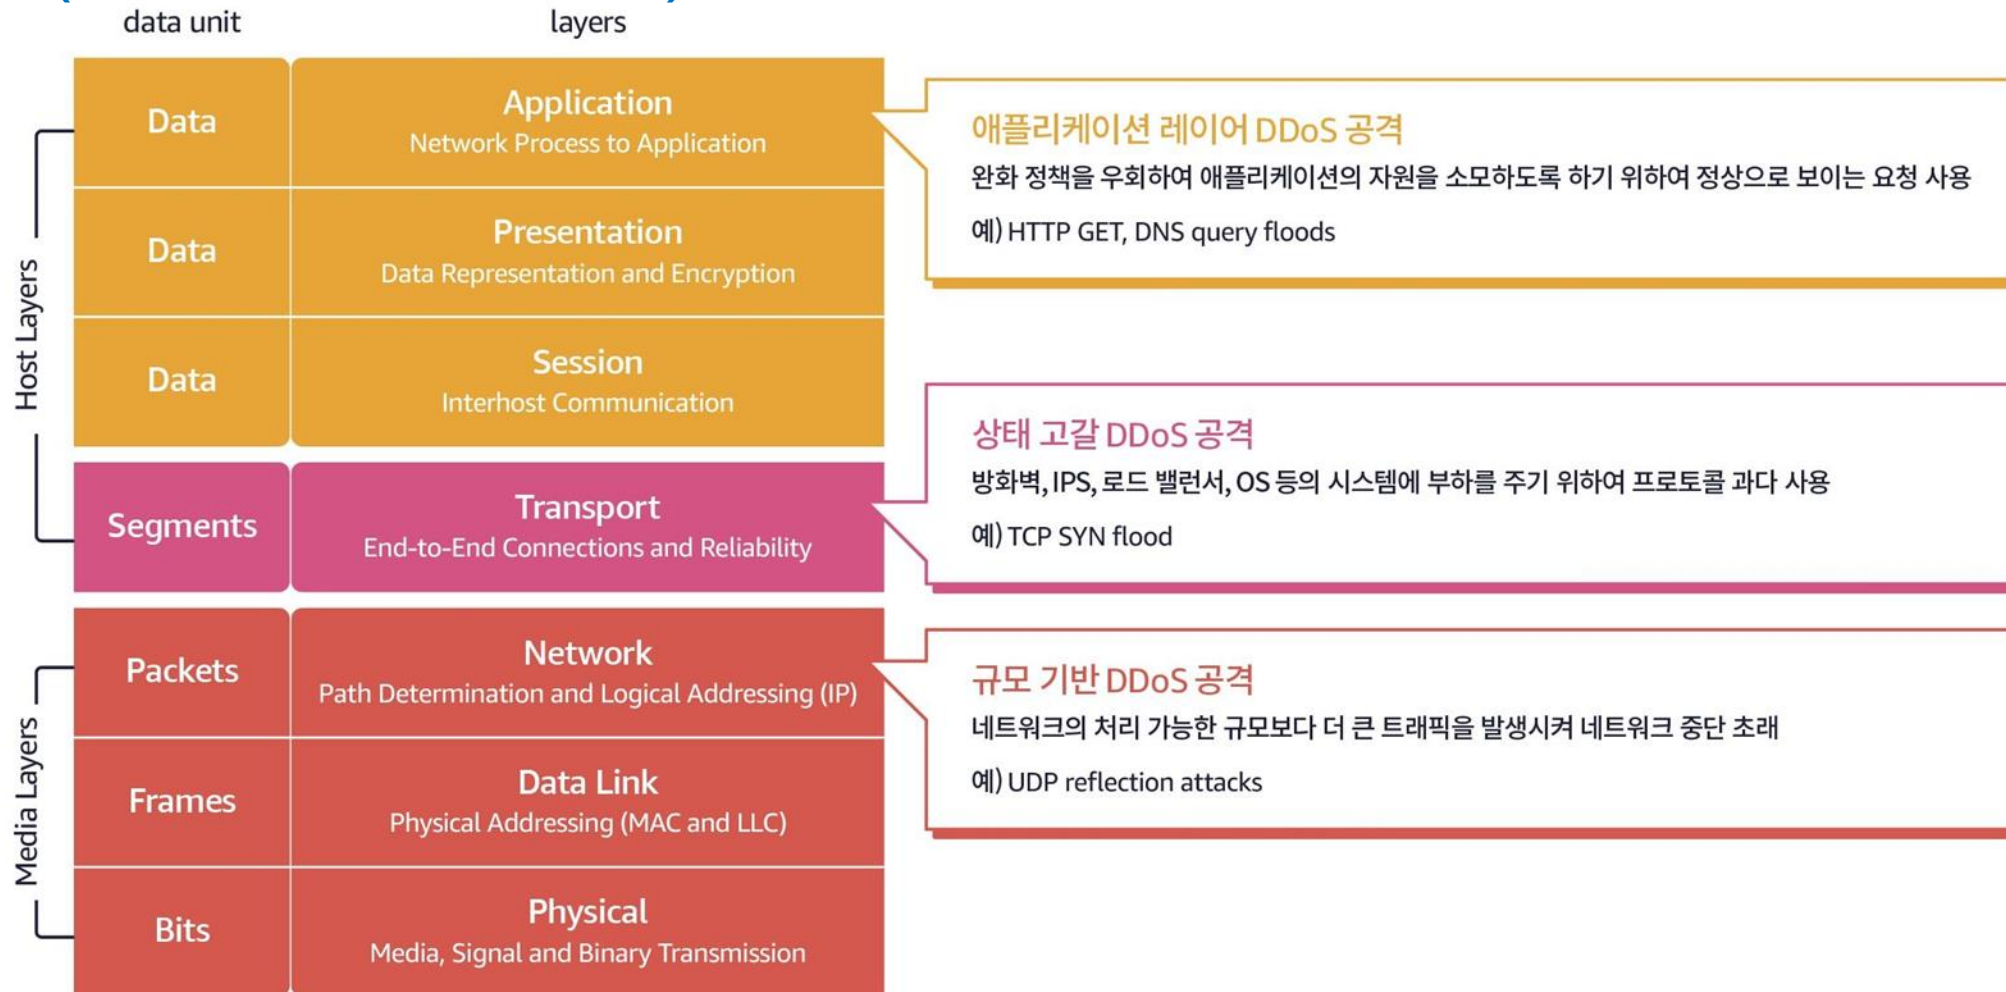 data unit
layers
Host Layers
Data
Application
Network Process to Application
Data
Presentation
Data Representation and Encryption
Data
Session
Interhost Communication
Segments
Transport
End-to-End Connections and Reliability
Media Layers
Packets
Network
Path Determination and Logical Addressing (IP)
Frames
Data Link
Physical Addressing (MAC and LLC)
Bits
Physical
Media, Signal and Binary Transmission
애플리케이션 레이어 DDoS 공격
완화 정책을 우회하여 애플리케이션의 자원을 소모하도록 하기 위하여 정상으로 보이는 요청 사용
예) HTTP GET, DNS query floods
상태 고갈 DDoS 공격
방화벽, IPS, 로드 밸런서, OS 등의 시스템에 부하를 주기 위하여 프로토콜 과다 사용
예) TCP SYN flood
규모 기반 DDoS 공격
네트워크의 처리 가능한 규모보다 더 큰 트래픽을 발생시켜 네트워크 중단 초래
예) UDP reflection attacks